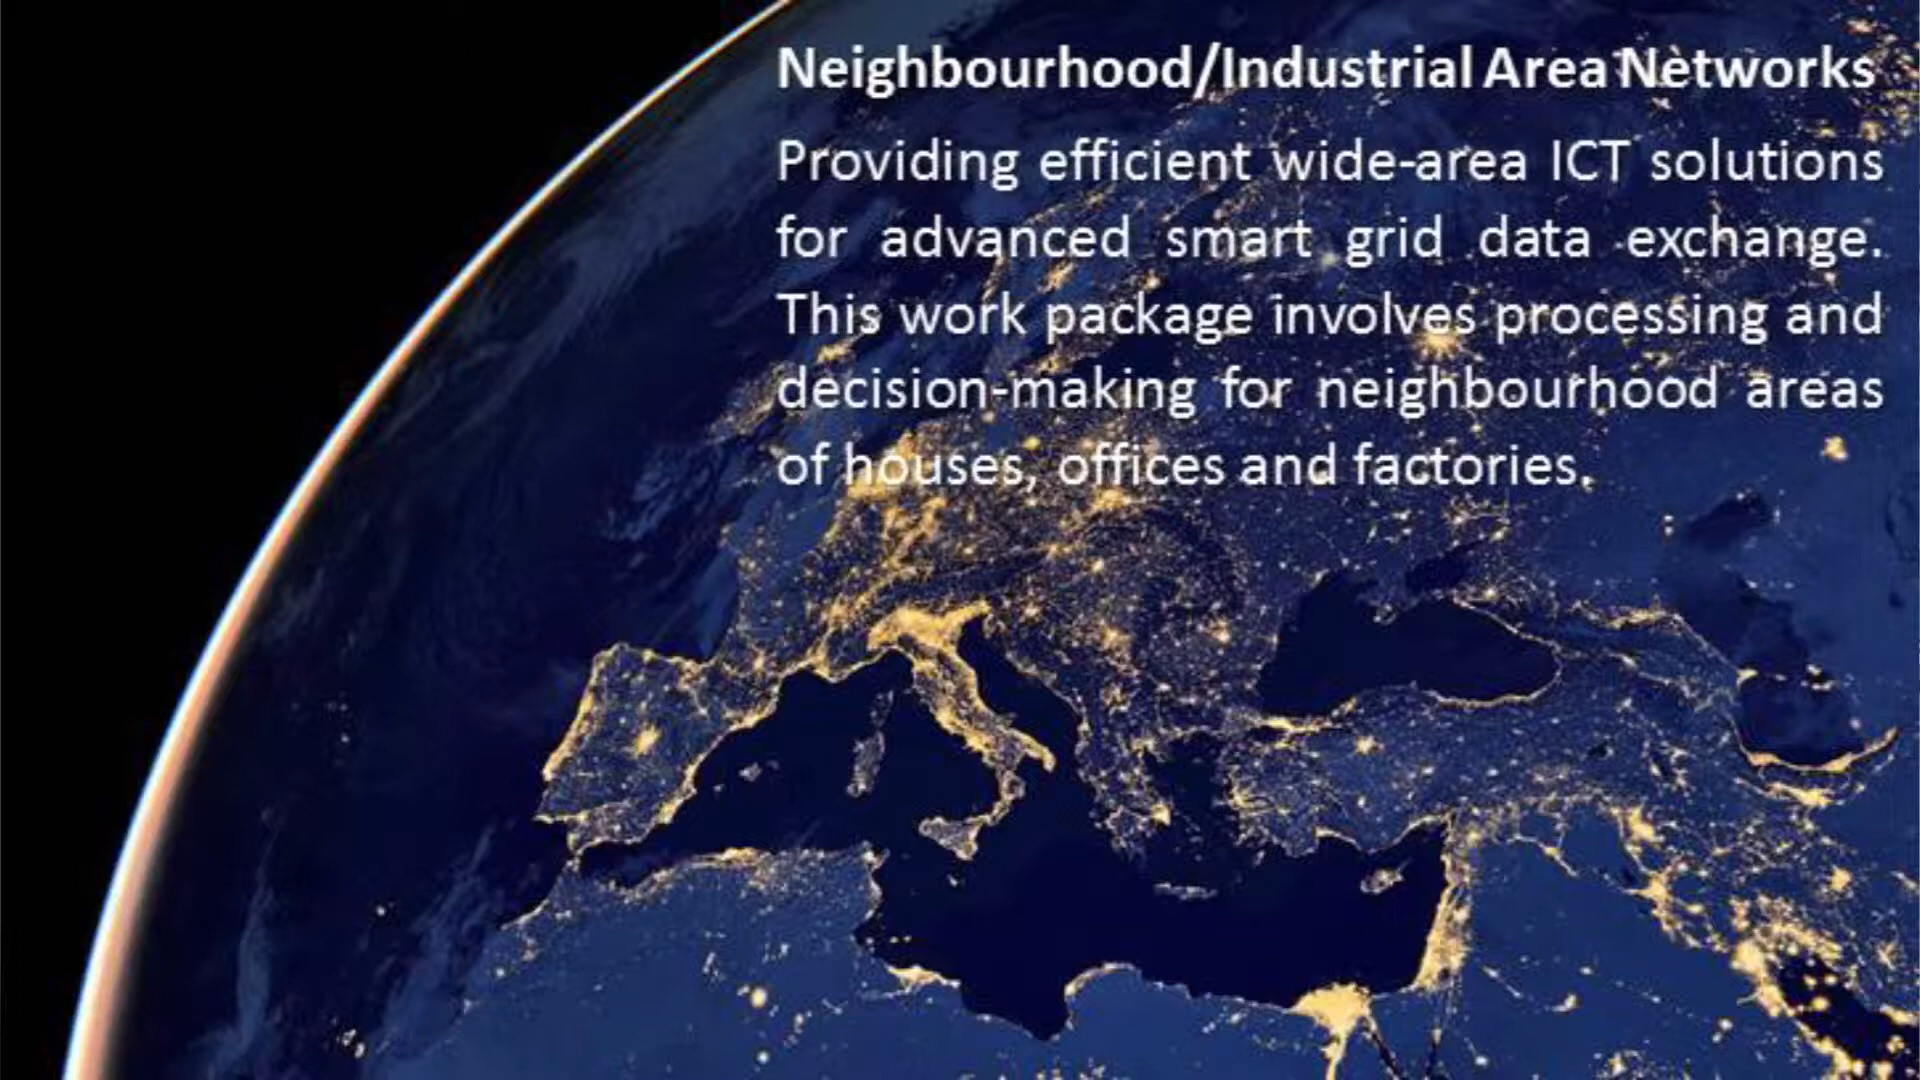 Neighbourhood/Industrial Area Networks
Providing efficient wide-area ICT solutions
for advanced smart grid data exchange.
This work package involves processing and
decision-making for neighbourhood areas
of houses, offices and factories.